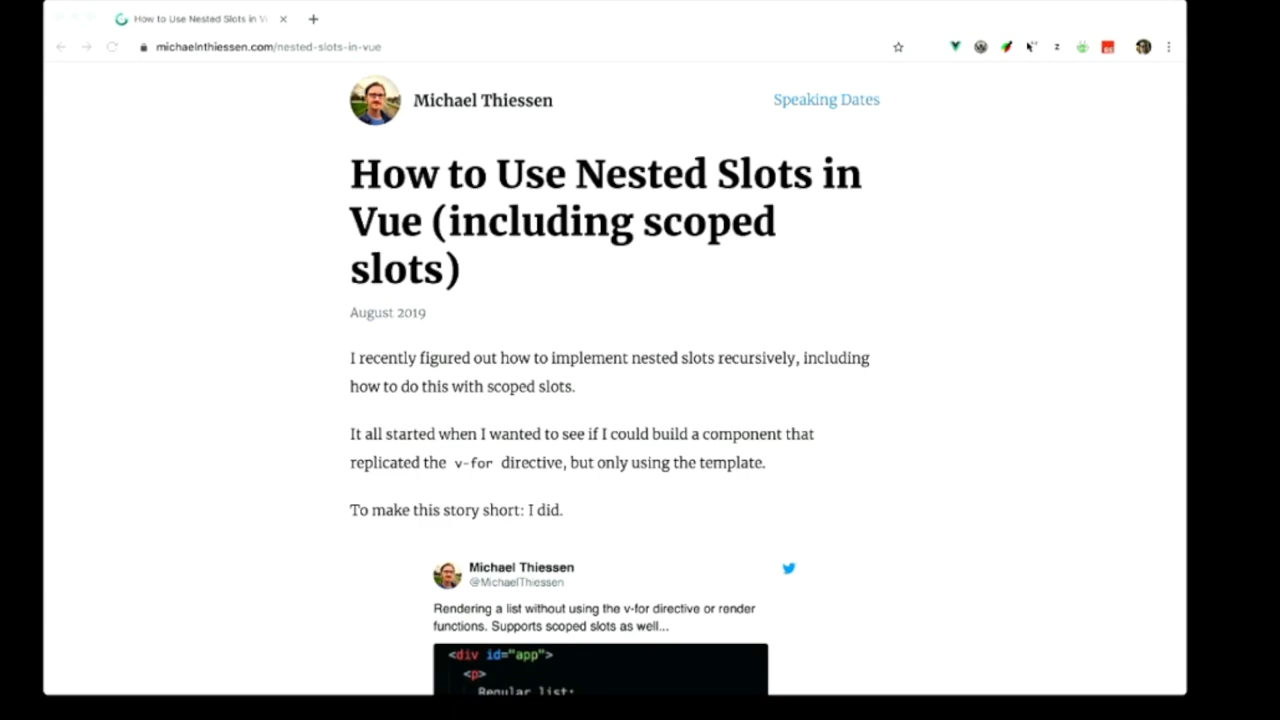 How to Use Nested Slots in V
michaelnthiessen.com/nested-slots-in-vue
Michael Thiessen
Speaking Dates
How to Use Nested Slots in
Vue (including scoped
slots)
August 2019
I recently figured out how to implement nested slots recursively, including
how to do this with scoped slots.
It all started when I wanted to see if I could build a component that
replicated the v-for directive, but only using the template.
To make this story short: I did.
Michael Thiessen
@MichaelThiessen
Rendering a list without using the v-for directive or render
functions. Supports scoped slots as well...
<div id="app">
<p>
Regular list: